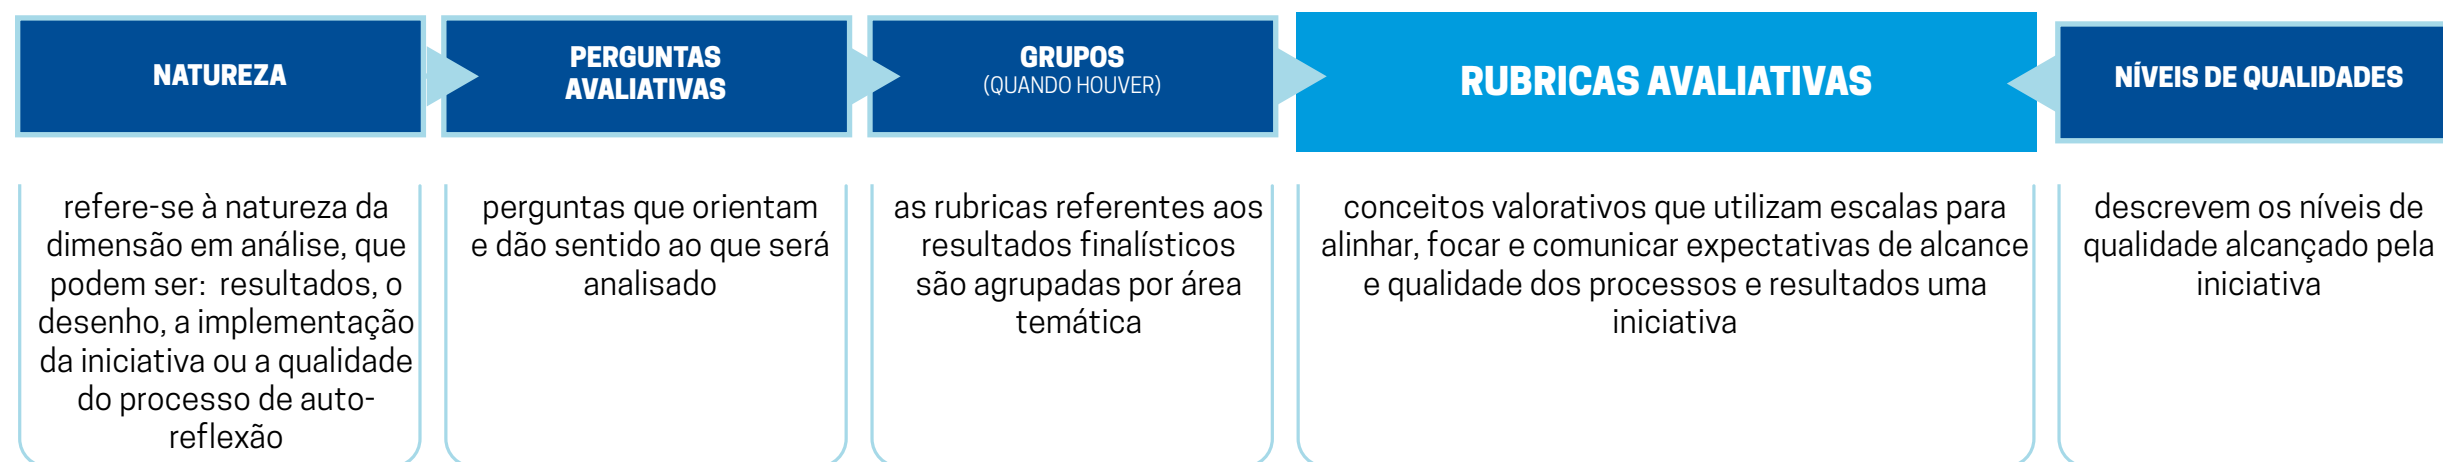 NATUREZA
PERGUNTAS
AVALIATIVAS
GRUPOS
(QUANDO HOUVER)
RUBRICAS AVALIATIVAS
NÍVEIS DE QUALIDADES
refere-se à natureza da
dimensão em análise, que
podem ser: resultados, o
desenho, a implementação
da iniciativa ou a qualidade
do processo de auto-
reflexão
perguntas que orientam
e dão sentido ao que será
analisado
as rubricas referentes aos
resultados finalísticos
são agrupadas por área
temática
conceitos valorativos que utilizam escalas para
alinhar, focar e comunicar expectativas de alcance
e qualidade dos processos e resultados uma
iniciativa
descrevem os níveis de
qualidade alcançado pela
iniciativa